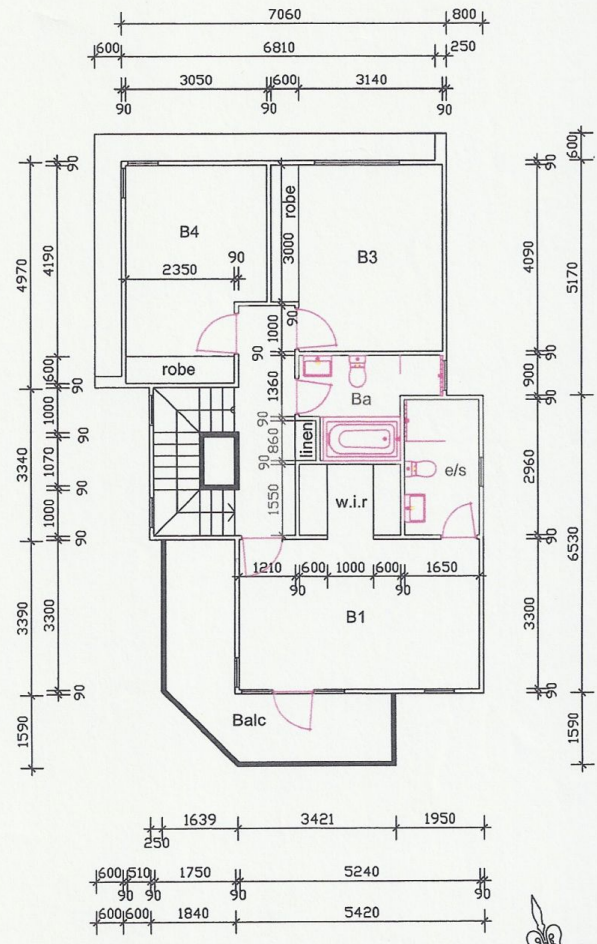 7060 800
600 6810 250
3050 600 3140
90 90 90
90 90 600
robe
B4 90 B3
3000
2350
4970 4190 4090 5170
90 1000
600 robe 90 90 900
90 1360 Ba 90
1000
90 90
3340 1070 860 linen e/s 2960
90 90
1000 1550 w.i.r
90 90 6530
1210 600 1000 600 1650
90 90
3390 3300 B1 3300
90 90
1590 Balc 1590
1639 3421 1950
250
600 510 1750 5240
90 90 90 90
600 600 1840 5420